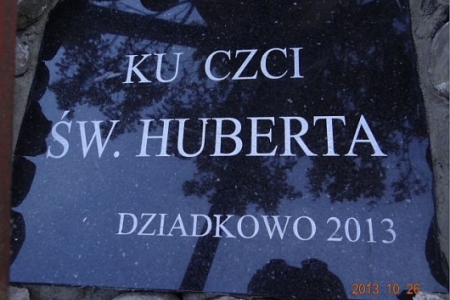 KU CZCI
ŚW. HUBERTA
DZIADKOWO 2013
2013 10 26